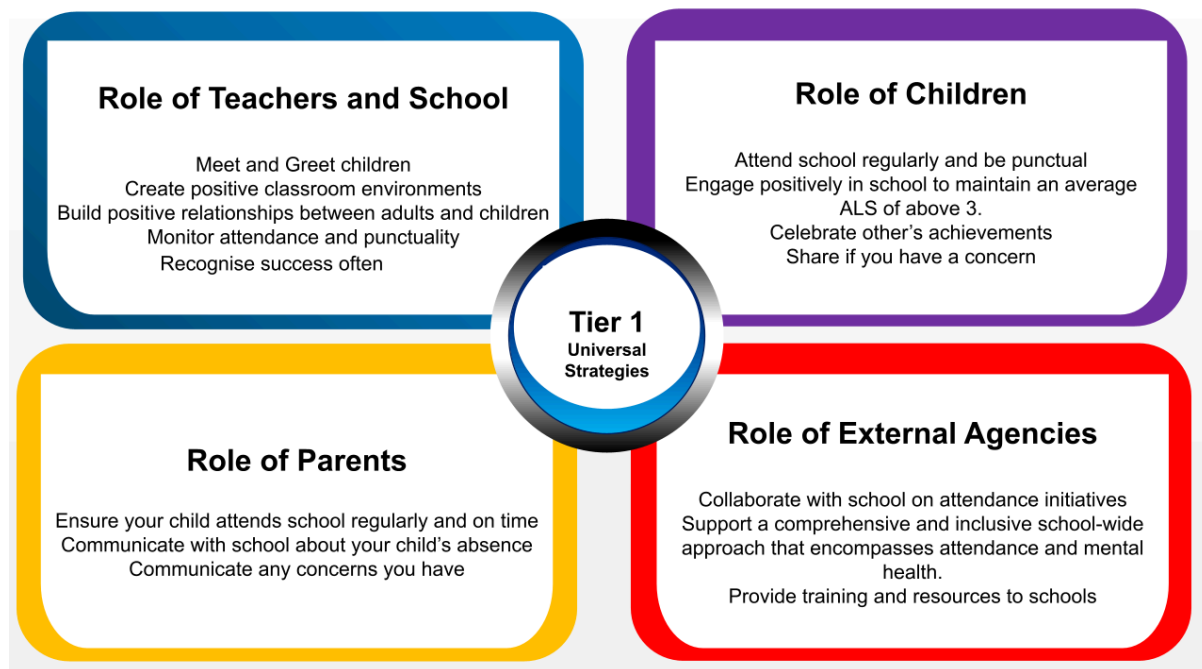 Role of Teachers and School
Meet and Greet children
Create positive classroom environments
Build positive relationships between adults and children
Monitor attendance and punctuality
Recognise success often
Role of Children
Attend school regularly and be punctual
Engage positively in school to maintain an average
ALS of above 3.
Celebrate other’s achievements
Share if you have a concern
Tier 1
Universal
Strategies
Role of Parents
Ensure your child attends school regularly and on time
Communicate with school about your child’s absence
Communicate any concerns you have
Role of External Agencies
Collaborate with school on attendance initiatives
Support a comprehensive and inclusive school-wide
approach that encompasses attendance and mental
health.
Provide training and resources to schools